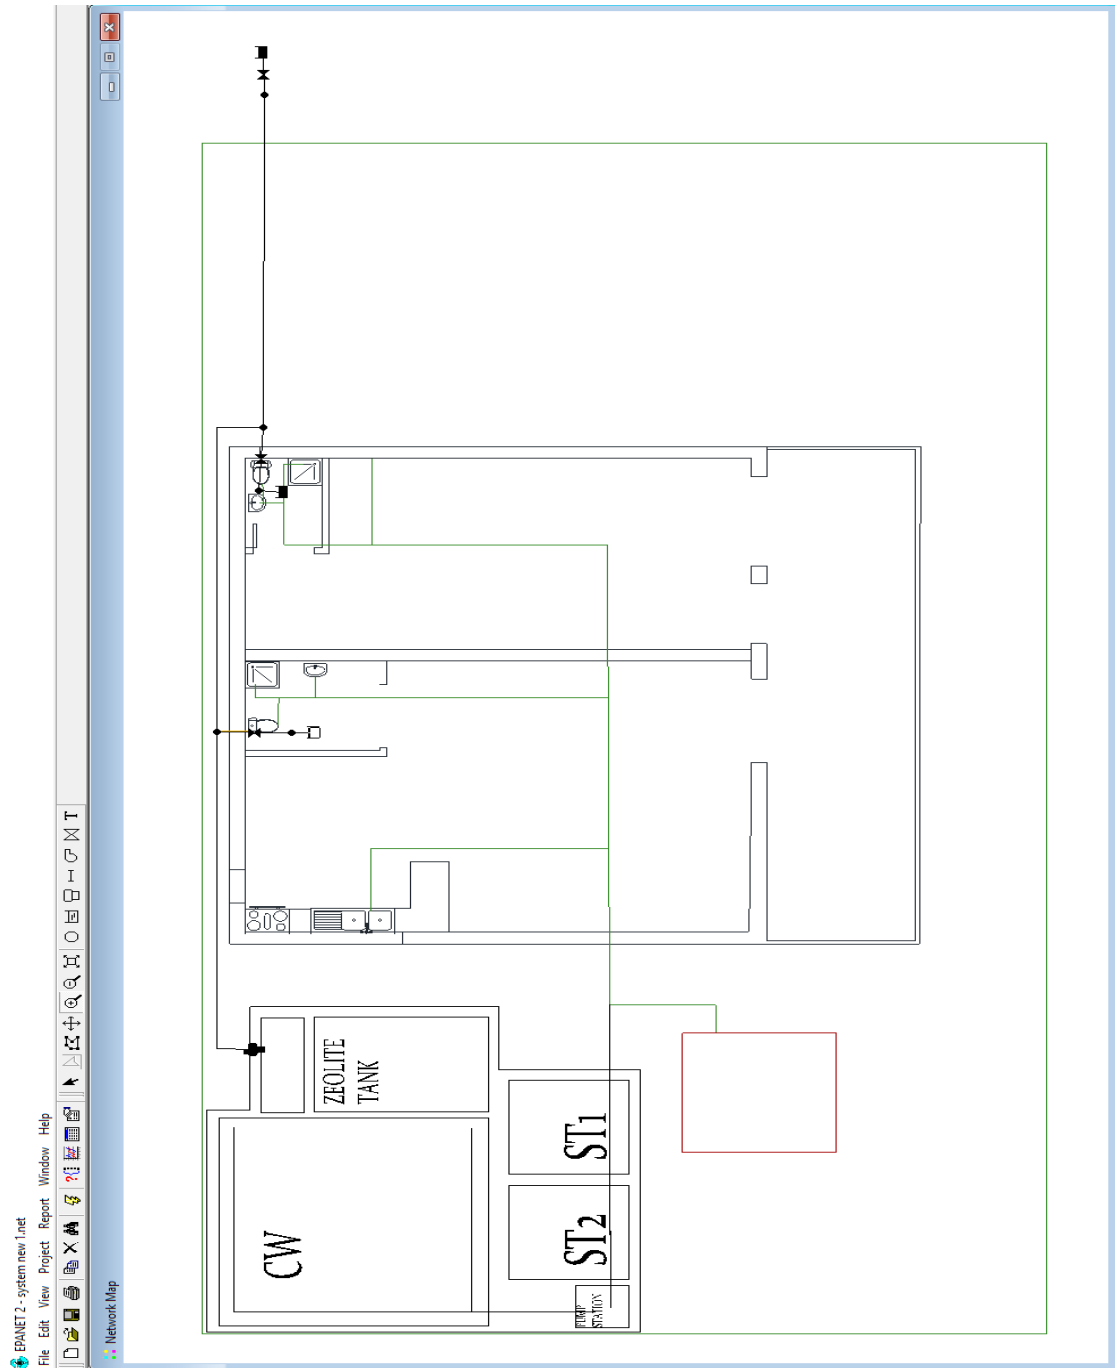 EPANET 2 - system new 1.net
File Edit View Project Report Window Help
T
Network Map
CW
ZEOLITE
TANK
ST2
ST1
PUMP
STATION